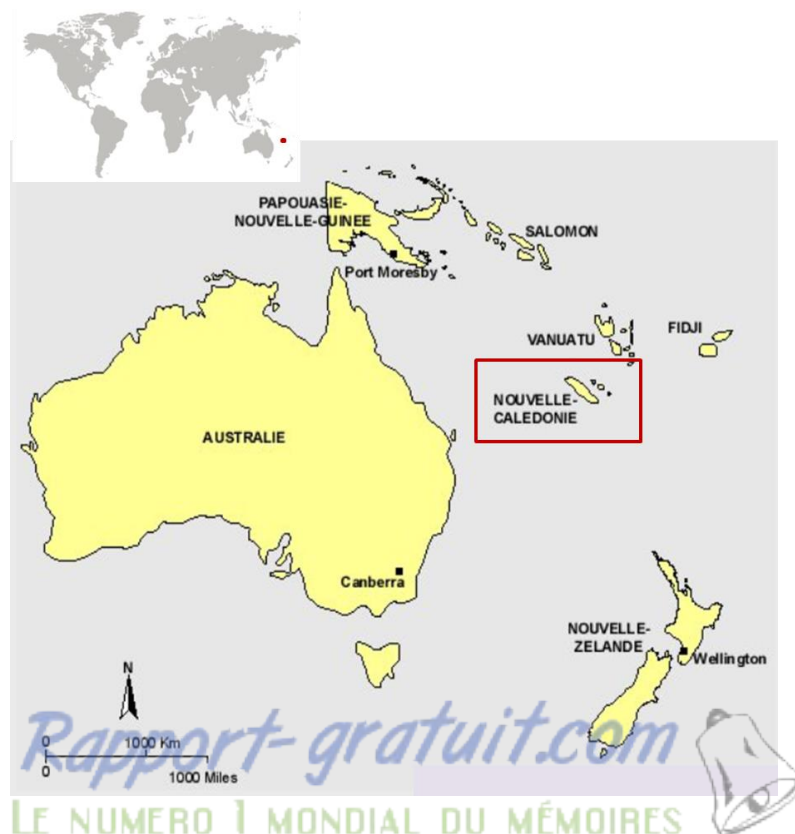 PAPOUASIE-
NOUVELLE-GUINEE
SALOMON
Port Moresby
VANUATU
FIDJI
NOUVELLE-
CALEDONIE
AUSTRALIE
Canberra
NOUVELLE-
ZELANDE
Wellington
N
0 1000 Km
0 1000 Miles
Rapport-gratuit.com
LE NUMERO 1 MONDIAL DU MÉMOIRES